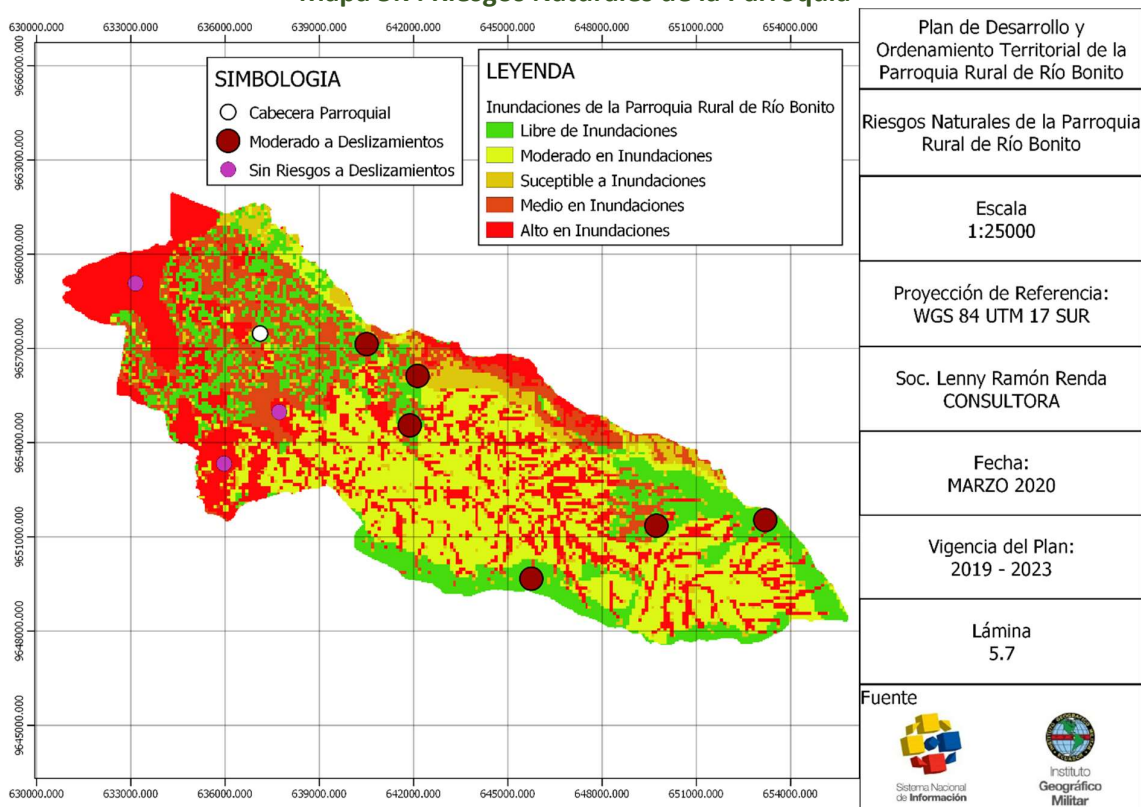 Mapa 5.7: Riesgos Naturales de la Parroquia
630000.000 633000.000 636000.000 639000.000 642000.000 645000.000 648000.000 651000.000 654000.000
9666000.000
9663000.000
9660000.000
9657000.000
9654000.000
9651000.000
9648000.000
9645000.000
SIMBOLOGIA
Cabecera Parroquial
Moderado a Deslizamientos
Sin Riesgos a Deslizamientos
LEYENDA
Inundaciones de la Parroquia Rural de Río Bonito
Libre de Inundaciones
Moderado en Inundaciones
Suceptible a Inundaciones
Medio en Inundaciones
Alto en Inundaciones
630000.000 633000.000 636000.000 639000.000 642000.000 645000.000 648000.000 651000.000 654000.000
Plan de Desarrollo y
Ordenamiento Territorial de la
Parroquia Rural de Río Bonito
Riesgos Naturales de la Parroquia
Rural de Río Bonito
Escala
1:25000
Proyección de Referencia:
WGS 84 UTM 17 SUR
Soc. Lenny Ramón Renda
CONSULTORA
Fecha:
MARZO 2020
Vigencia del Plan:
2019 - 2023
Lámina
5.7
Fuente
Sistema Nacional
de Información
Instituto
Geográfico
Militar